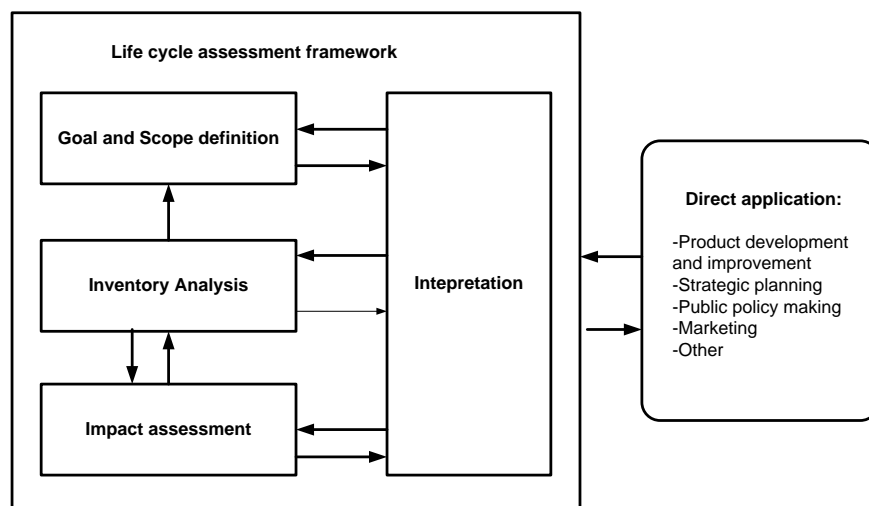 Life cycle assessment framework
Goal and Scope definition
Inventory Analysis
Impact assessment
Intepretation
Direct application:
-Product development
and improvement
-Strategic planning
-Public policy making
-Marketing
-Other